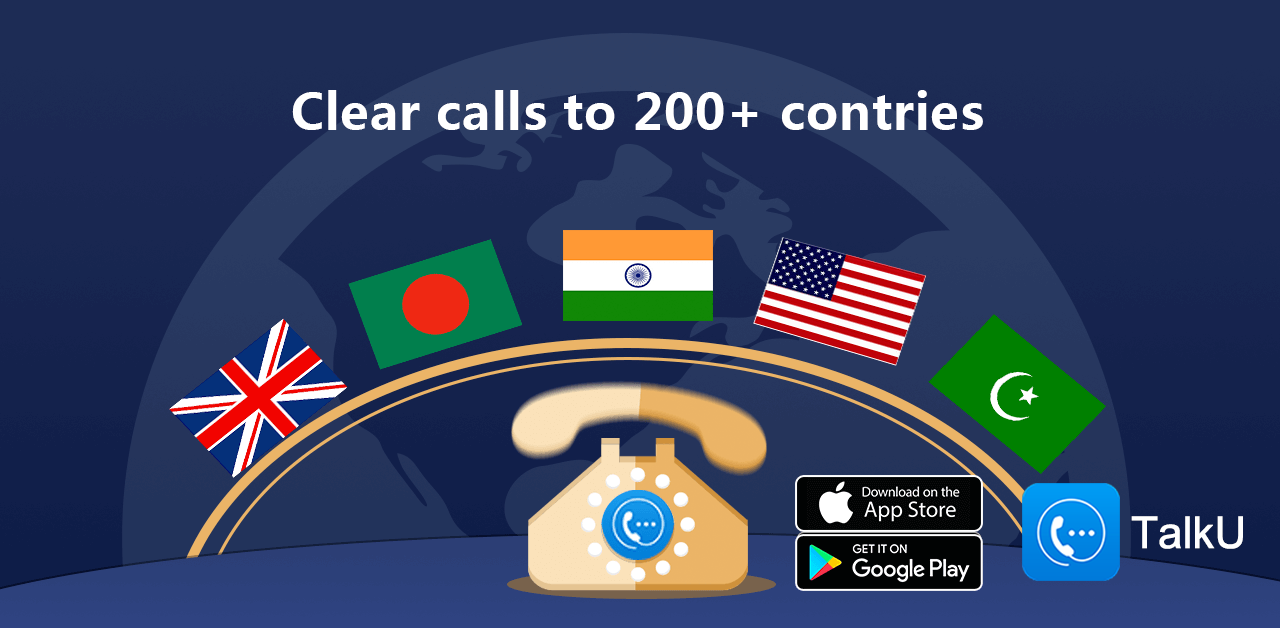 Clear calls to 200+ contries
Download on the
App Store
GET IT ON
Google Play
TalkU